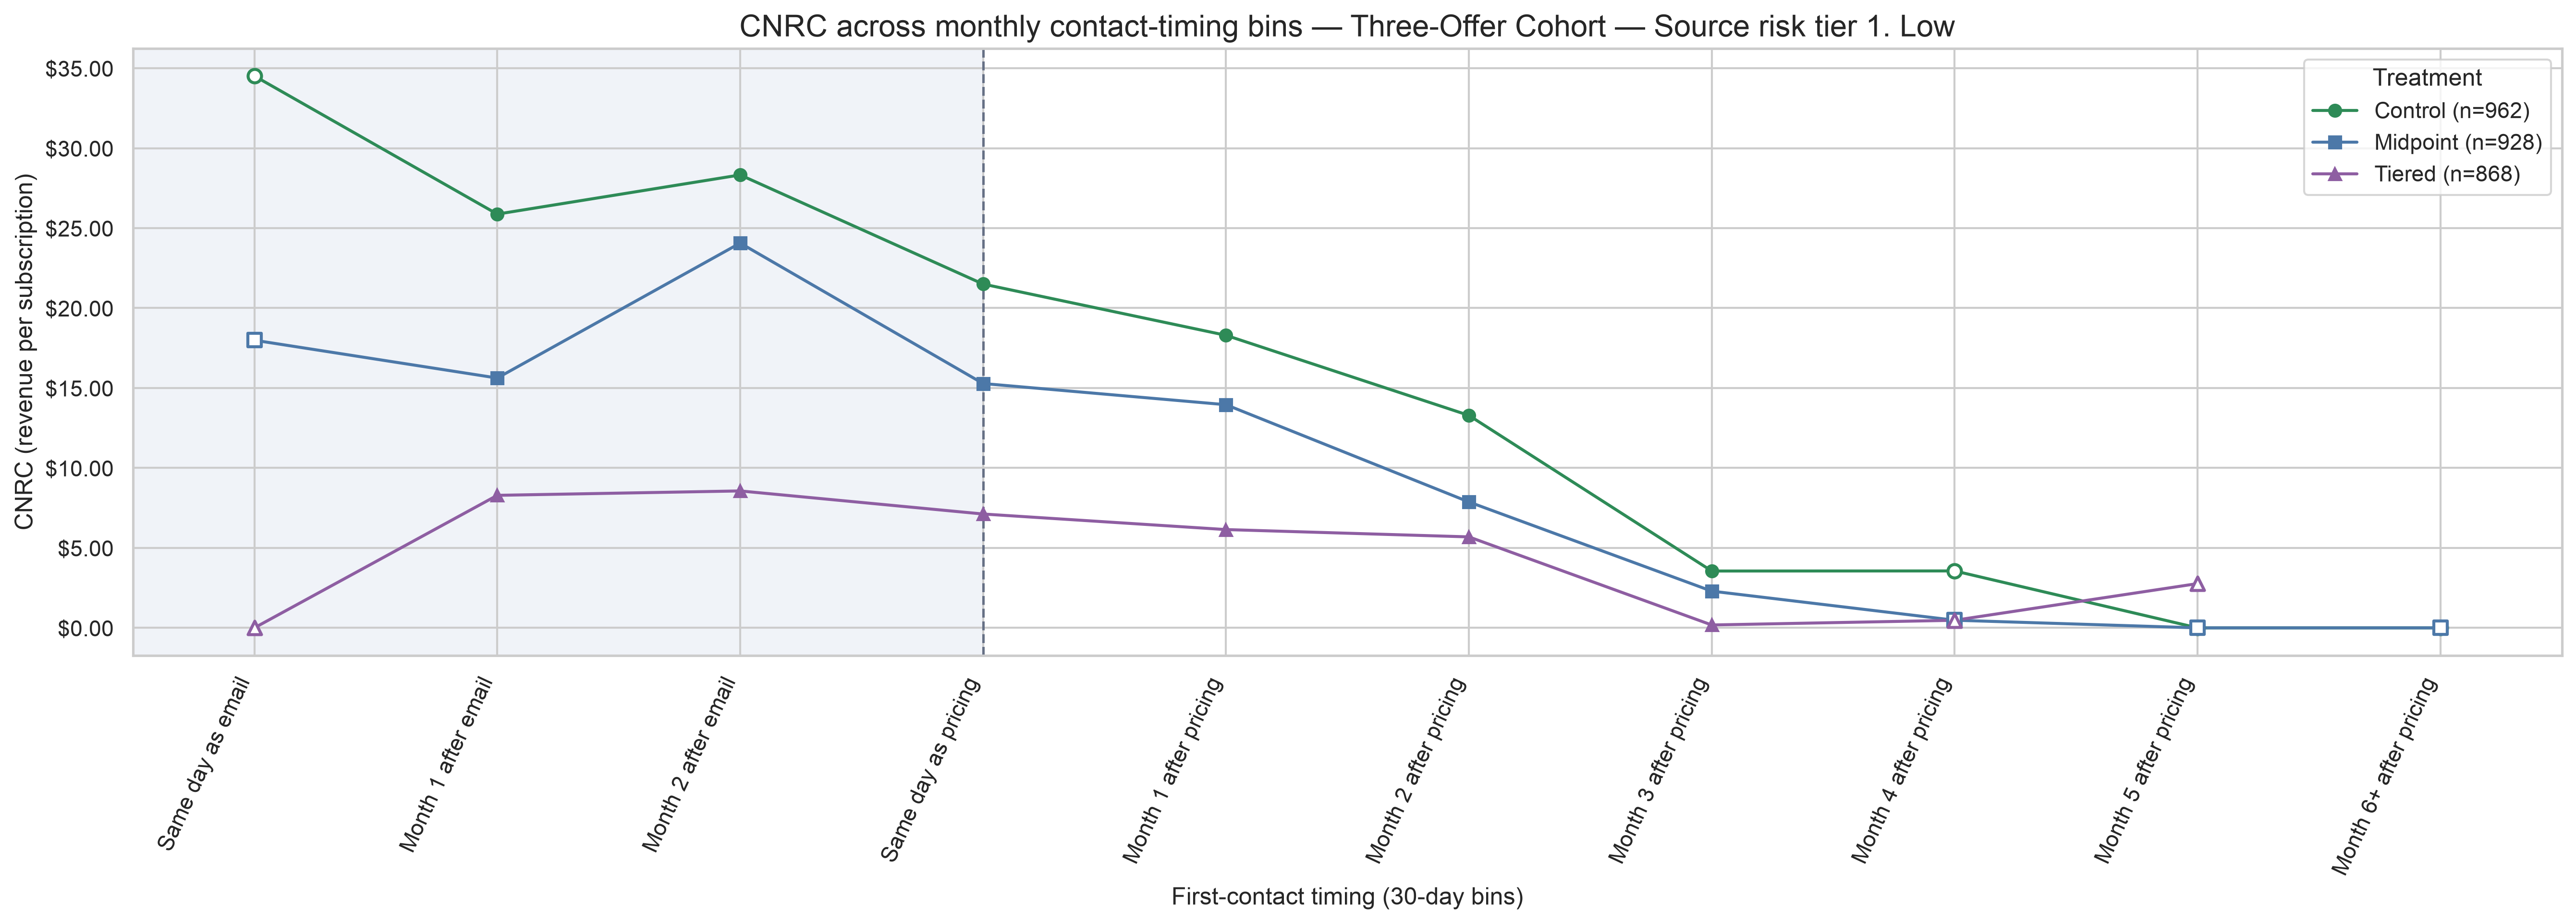 CNRC across monthly contact-timing bins — Three-Offer Cohort — Source risk tier 1. Low
CNRC (revenue per subscription)
$35.00
$30.00
$25.00
$20.00
$15.00
$10.00
$5.00
$0.00
Treatment
Control (n=962)
Midpoint (n=928)
Tiered (n=868)
Same day as email
Month 1 after email
Month 2 after email
Same day as pricing
Month 1 after pricing
Month 2 after pricing
Month 3 after pricing
Month 4 after pricing
Month 5 after pricing
Month 6+ after pricing
First-contact timing (30-day bins)